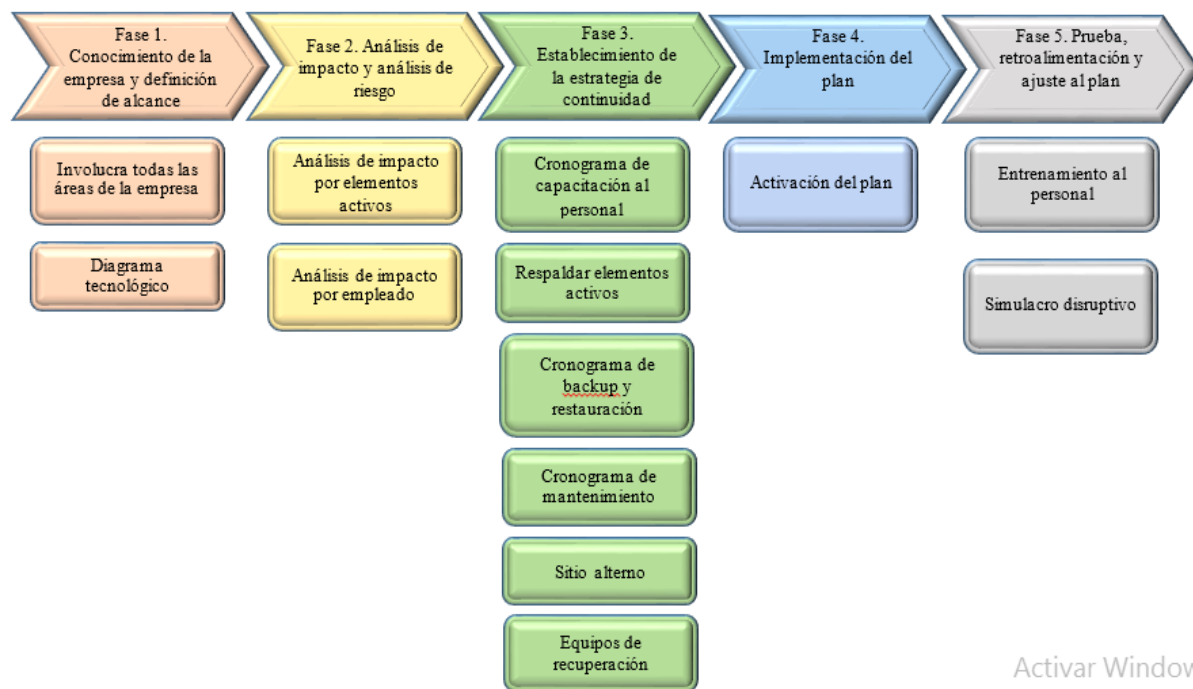 Fase 1.
Conocimiento de la
empresa y definición
de alcance
Fase 2. Análisis de
impacto y análisis de
riesgo
Fase 3.
Establecimiento de
la estrategia de
continuidad
Fase 4.
Implementación del
plan
Fase 5. Prueba,
retroalimentación y
ajuste al plan
Involucra todas las
áreas de la empresa
Diagrama
tecnológico
Análisis de impacto
por elementos
activos
Análisis de impacto
por empleado
Cronograma de
capacitación al
personal
Respaldar elementos
activos
Cronograma de
backup y
restauración
Cronograma de
mantenimiento
Sitio alterno
Equipos de
recuperación
Activación del plan
Entrenamiento al
personal
Simulacro disruptivo
Activar Window